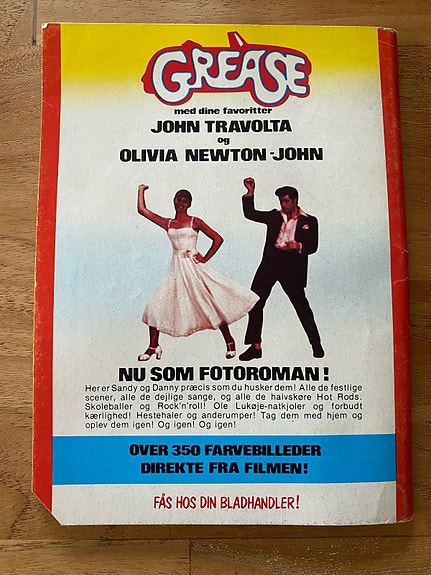 GREASE
med dine favoritter
JOHN TRAVOLTA
og
OLIVIA NEWTON-JOHN
NU SOM FOTOROMAN!
Her er Sandy og Danny præcis som du husker dem! Alle de festlige
scener, alle de dejlige sange, og alle de halvskøre Hot Rods.
Skoleballer og Rock'n'roll! Ole Lukøje-natkjoler og forbudt
kærlighed! Hestehaler og anderumper! Tag dem med hjem og
oplev dem igen! Og igen! Og igen!
OVER 350 FARVEBILLEDER
DIREKTE FRA FILMEN!
FÅS HOS DIN BLADHANDLER!